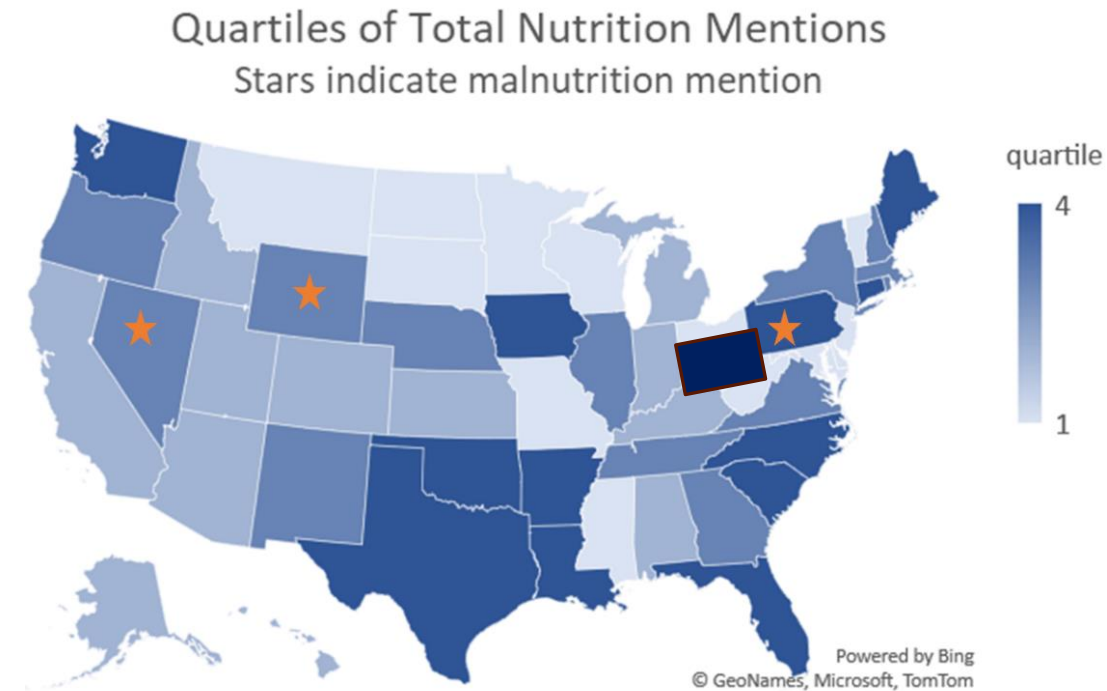 Quartiles of Total Nutrition Mentions
Stars indicate malnutrition mention
quartile
4
1
Powered by Bing
© GeoNames, Microsoft, TomTom